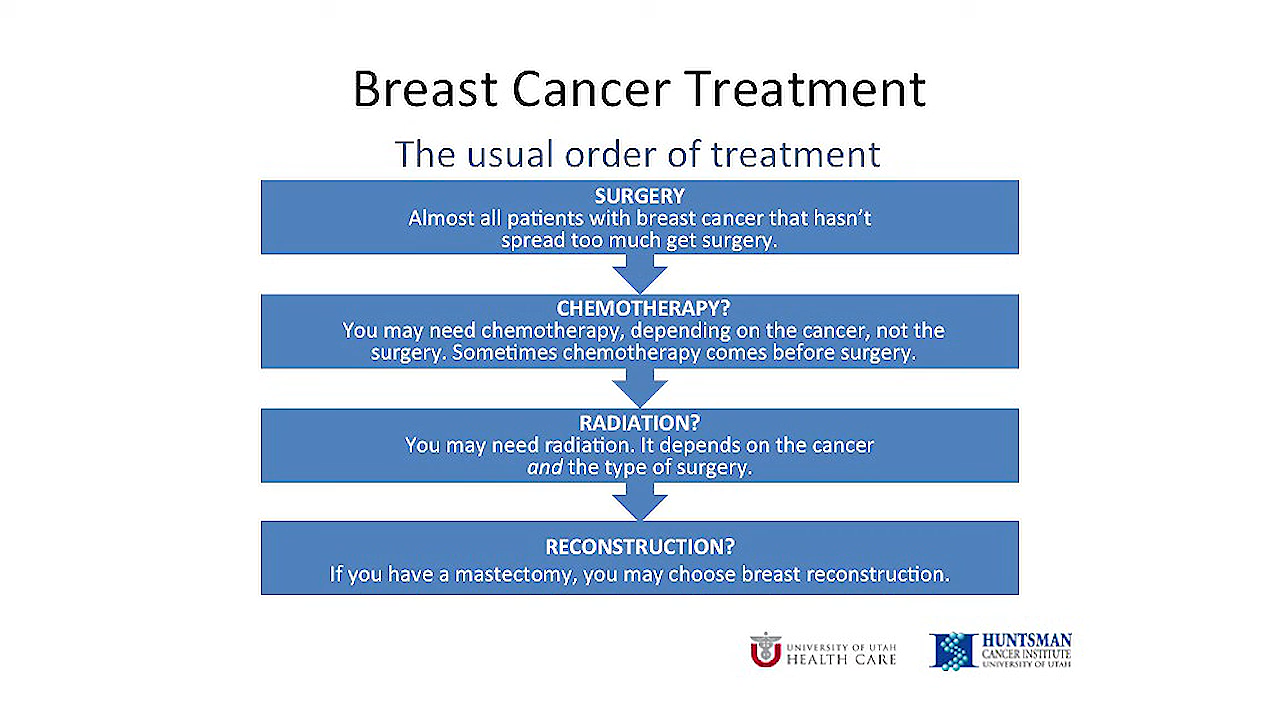 Breast Cancer Treatment
The usual order of treatment
SURGERY
Almost all patients with breast cancer that hasn't
spread too much get surgery.
CHEMOTHERAPY?
You may need chemotherapy, depending on the cancer, not the
surgery. Sometimes chemotherapy comes before surgery.
RADIATION?
You may need radiation. It depends on the cancer
and the type of surgery.
RECONSTRUCTION?
If you have a mastectomy, you may choose breast reconstruction.
UNIVERSITY OF UTAH
HEALTH CARE
HUNTSMAN
CANCER INSTITUTE
UNIVERSITY OF UTAH